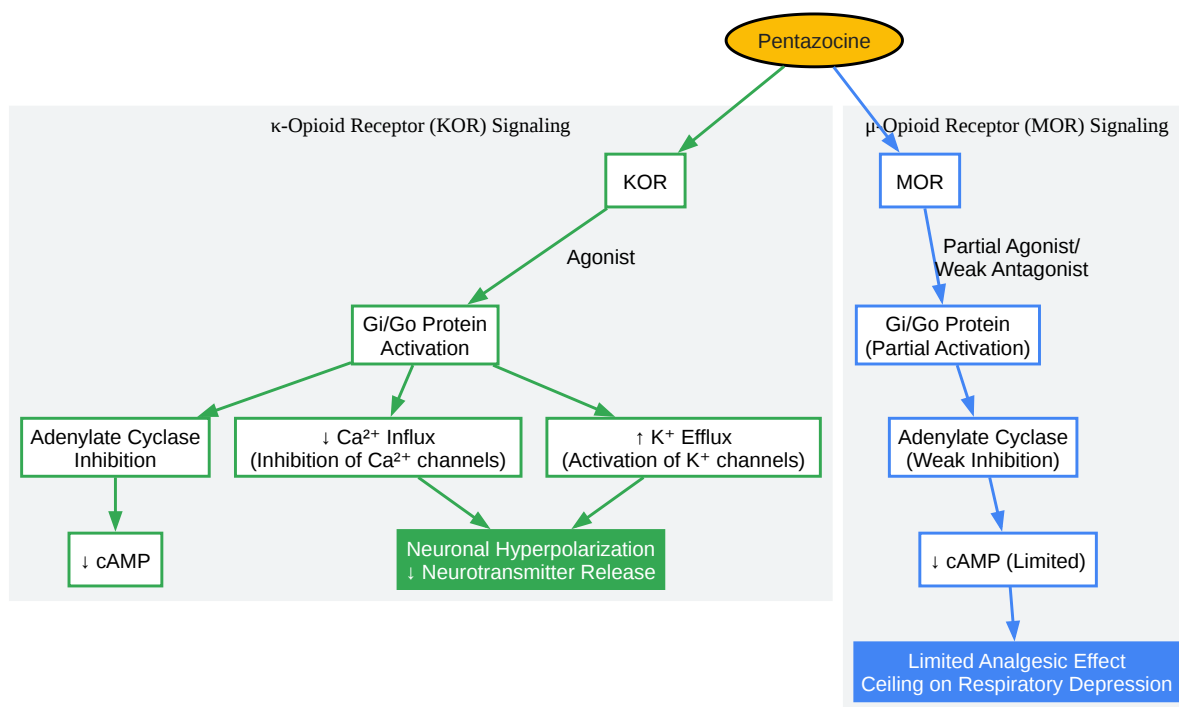 Pentazocine
κ-Opioid Receptor (KOR) Signaling
μ-Opioid Receptor (MOR) Signaling
KOR
MOR
Agonist
Partial Agonist/
Weak Antagonist
Gi/Go Protein
Activation
Gi/Go Protein
(Partial Activation)
Adenylate Cyclase
Inhibition
↓ Ca²⁺ Influx
(Inhibition of Ca²⁺ channels)
↑ K⁺ Efflux
(Activation of K⁺ channels)
Adenylate Cyclase
(Weak Inhibition)
↓ cAMP
Neuronal Hyperpolarization
↓ Neurotransmitter Release
↓ cAMP (Limited)
Limited Analgesic Effect
Ceiling on Respiratory Depression